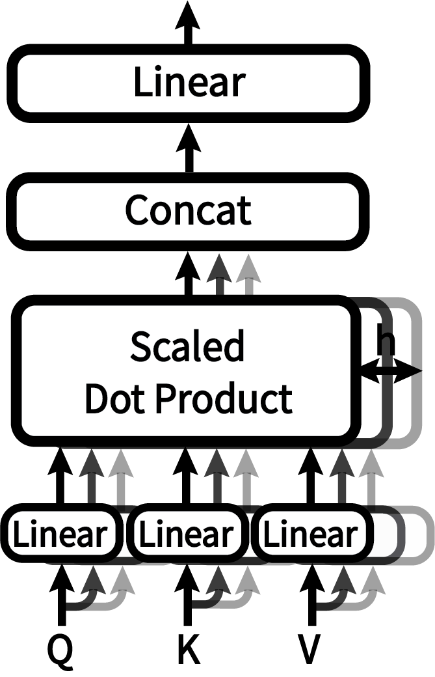 Linear
Concat
h
Scaled
Dot Product
Linear Linear Linear
Q K V